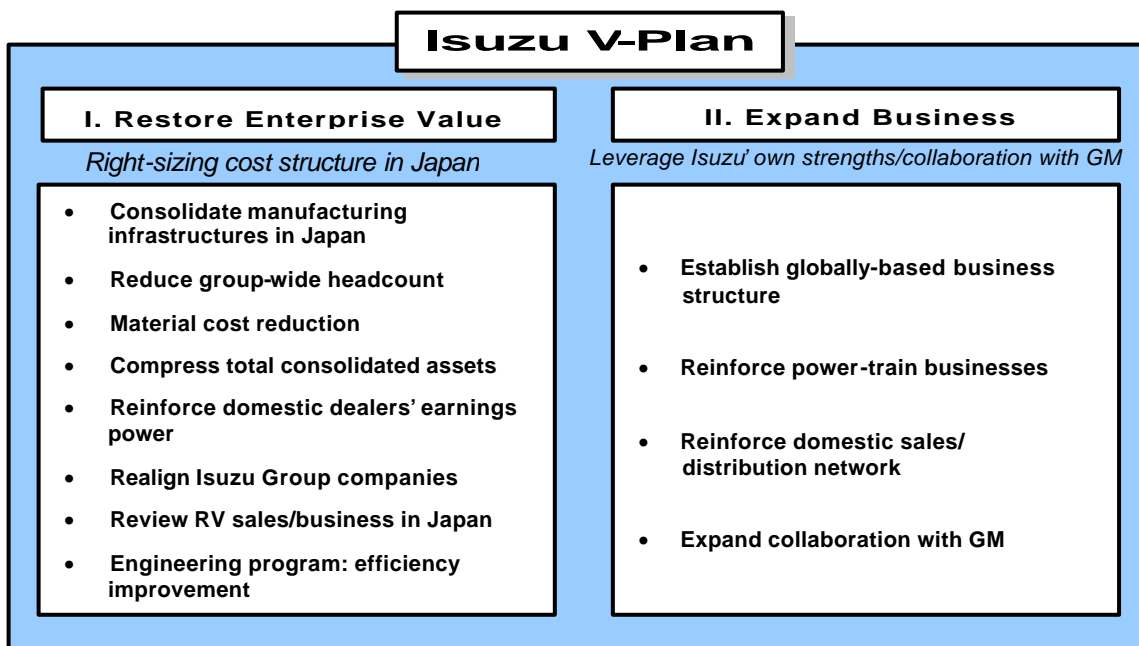 Isuzu V-Plan
I. Restore Enterprise Value
Right-sizing cost structure in Japan
• Consolidate manufacturing
infrastructures in Japan
• Reduce group-wide headcount
• Material cost reduction
• Compress total consolidated assets
• Reinforce domestic dealers’ earnings
power
• Realign Isuzu Group companies
• Review RV sales/business in Japan
• Engineering program: efficiency
improvement
II. Expand Business
Leverage Isuzu’ own strengths/collaboration with GM
• Establish globally-based business
structure
• Reinforce power-train businesses
• Reinforce domestic sales/
distribution network
• Expand collaboration with GM